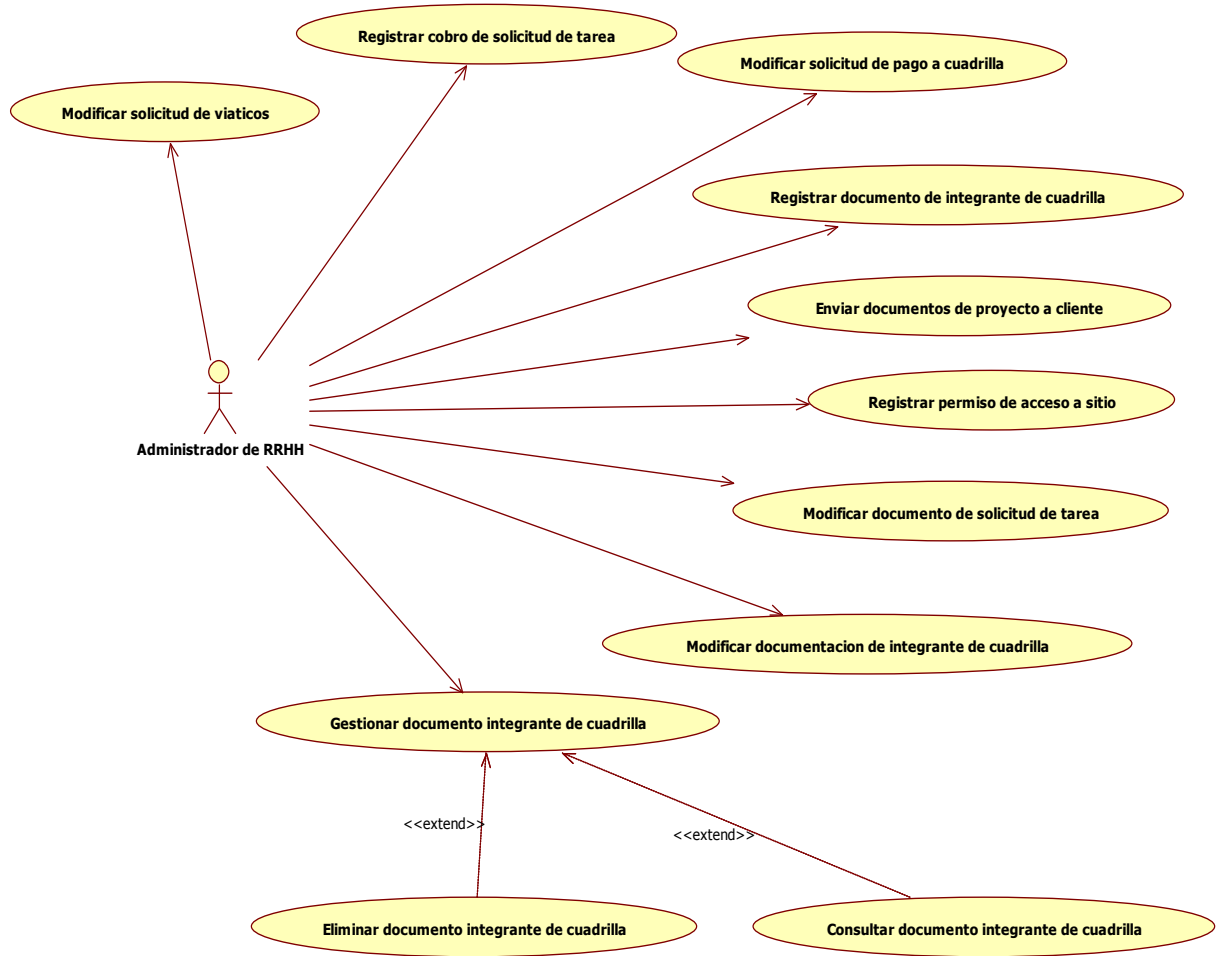 Registrar cobro de solicitud de tarea
Modificar solicitud de pago a cuadrilla
Modificar solicitud de viaticos
Registrar documento de integrante de cuadrilla
Enviar documentos de proyecto a cliente
Registrar permiso de acceso a sitio
Administrador de RRHH
Modificar documento de solicitud de tarea
Modificar documentacion de integrante de cuadrilla
Gestionar documento integrante de cuadrilla
<<extend>>
<<extend>>
Eliminar documento integrante de cuadrilla
Consultar documento integrante de cuadrilla